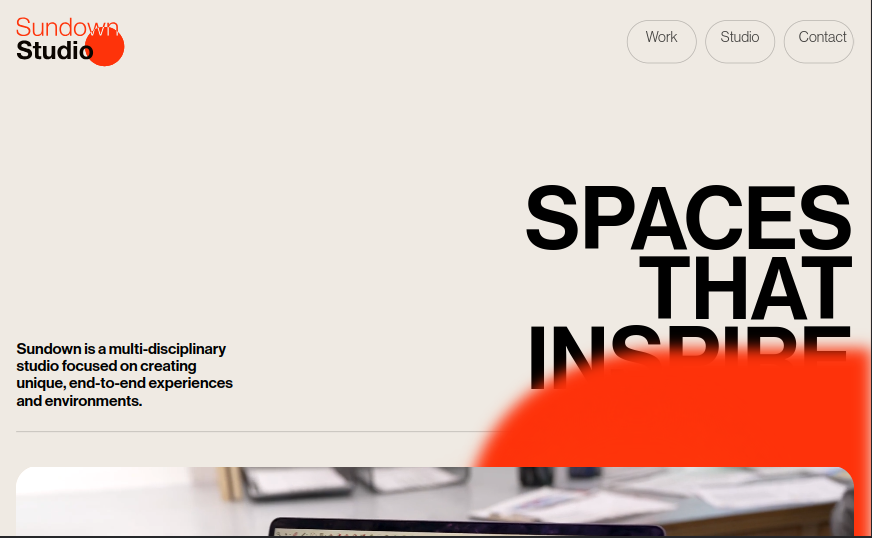 Sundown
Studio
Work
Studio
Contact
SPACES
THAT
INSPIRE
Sundown is a multi-disciplinary
studio focused on creating
unique, end-to-end experiences
and environments.